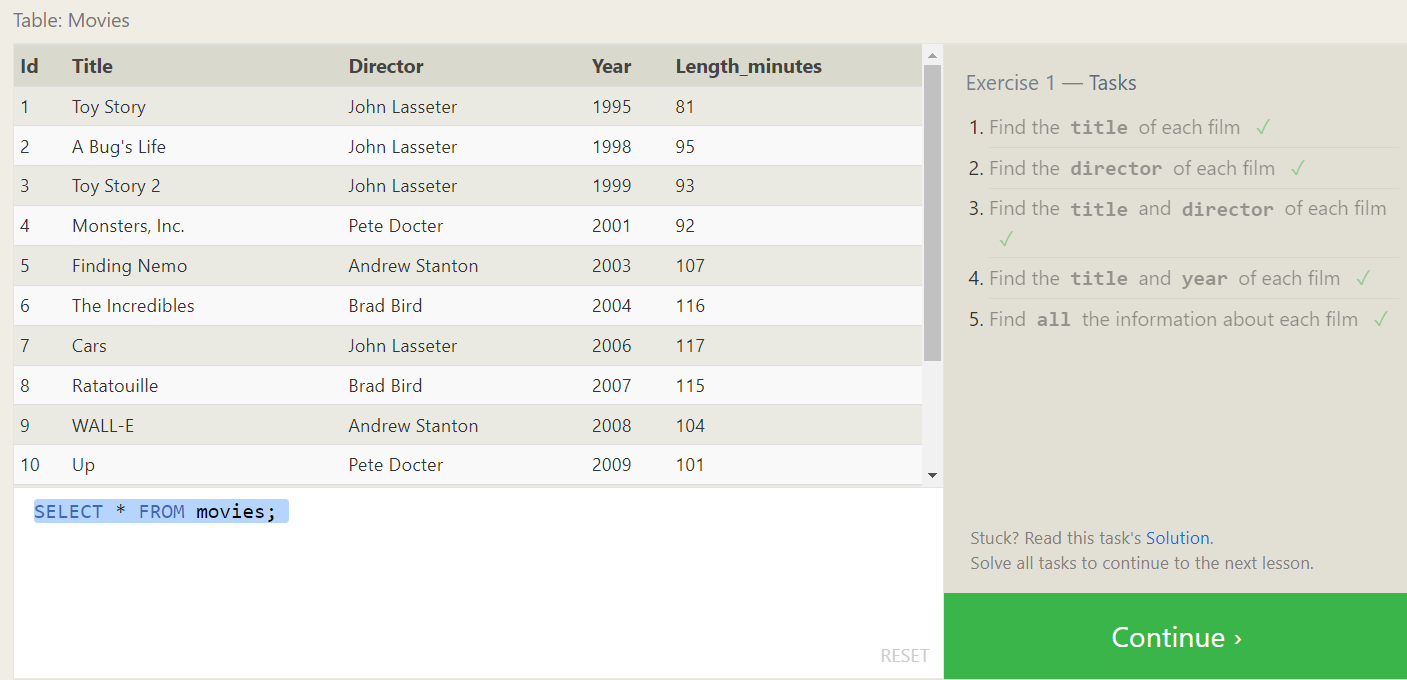 Table: Movies
Id Title Director Year Length_minutes
1 Toy Story John Lasseter 1995 81
2 A Bug's Life John Lasseter 1998 95
3 Toy Story 2 John Lasseter 1999 93
4 Monsters, Inc. Pete Docter 2001 92
5 Finding Nemo Andrew Stanton 2003 107
6 The Incredibles Brad Bird 2004 116
7 Cars John Lasseter 2006 117
8 Ratatouille Brad Bird 2007 115
9 WALL-E Andrew Stanton 2008 104
10 Up Pete Docter 2009 101
SELECT * FROM movies;
RESET
Exercise 1 — Tasks
1. Find the title of each film ✓
2. Find the director of each film ✓
3. Find the title and director of each film
✓
4. Find the title and year of each film ✓
5. Find all the information about each film ✓
Stuck? Read this task's Solution.
Solve all tasks to continue to the next lesson.
Continue ›